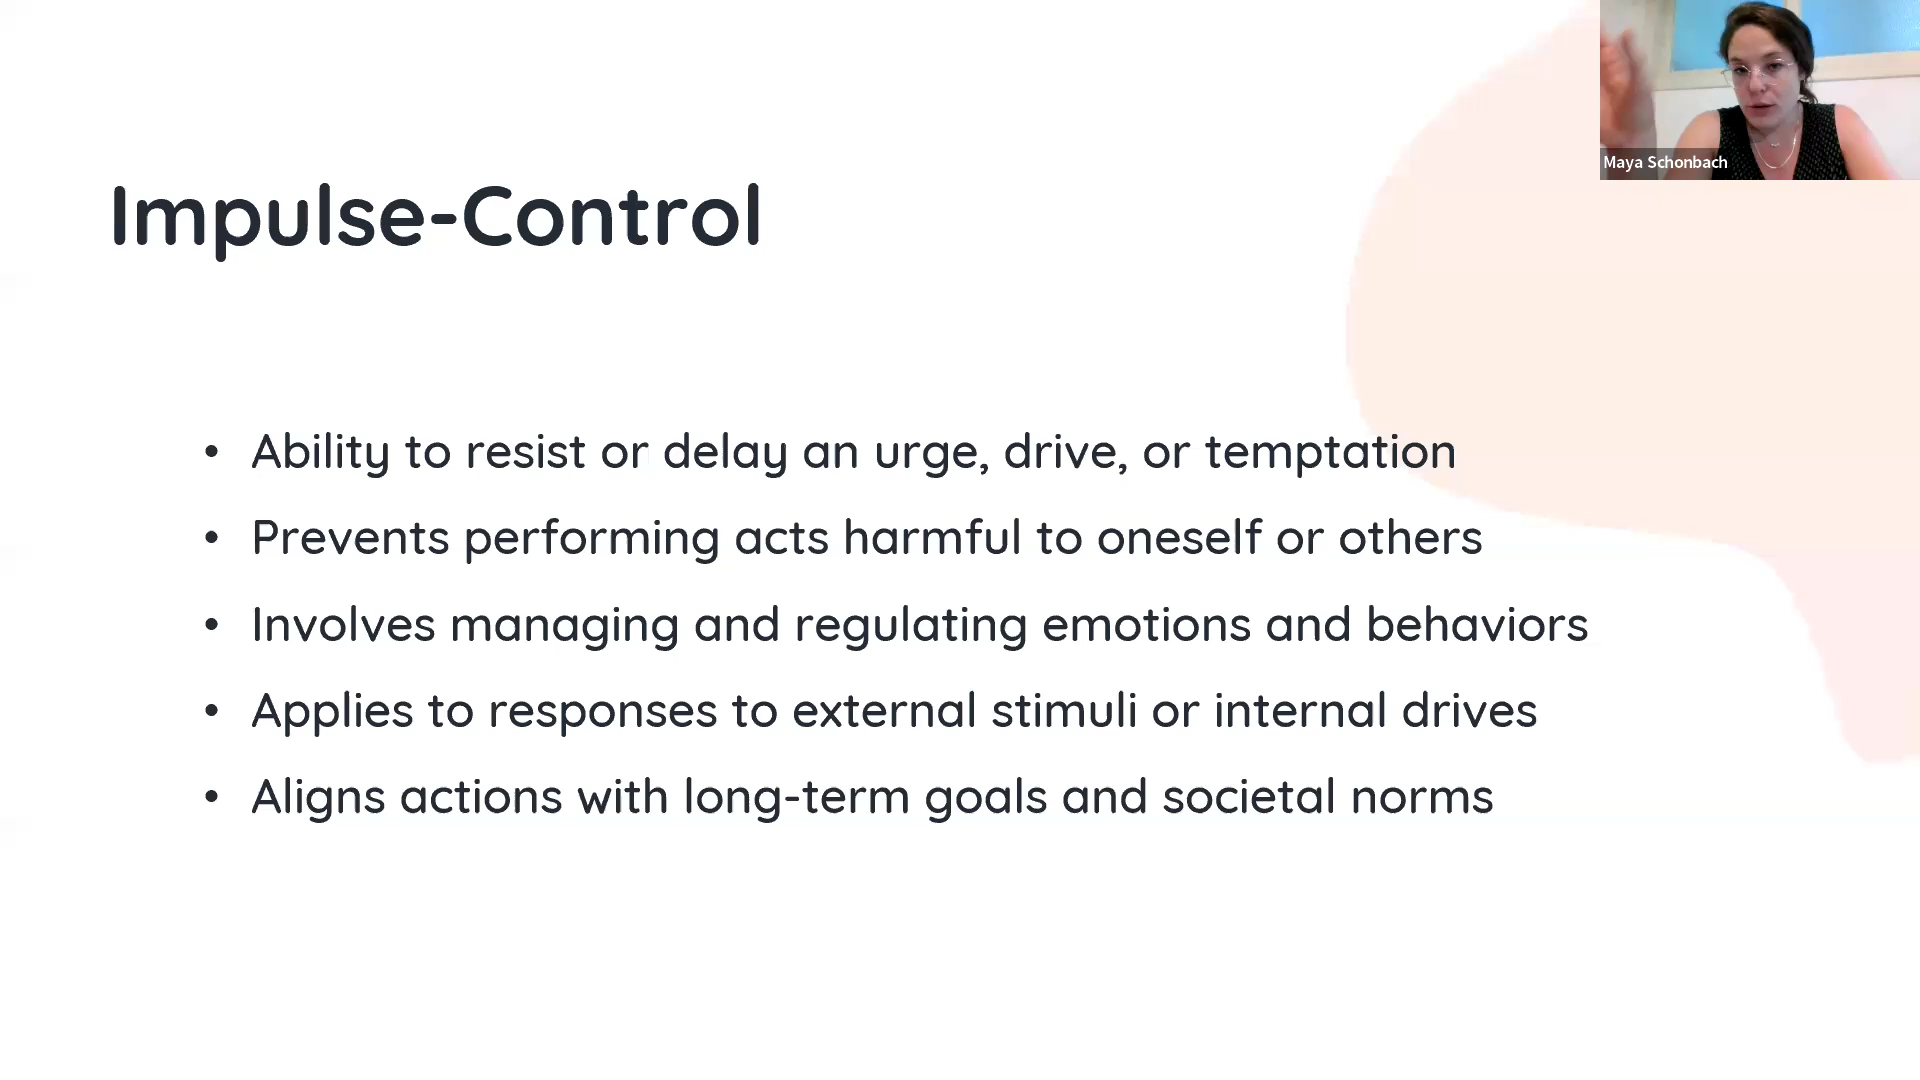 Maya Schonbach
Impulse-Control
• Ability to resist or delay an urge, drive, or temptation
• Prevents performing acts harmful to oneself or others
• Involves managing and regulating emotions and behaviors
• Applies to responses to external stimuli or internal drives
• Aligns actions with long-term goals and societal norms